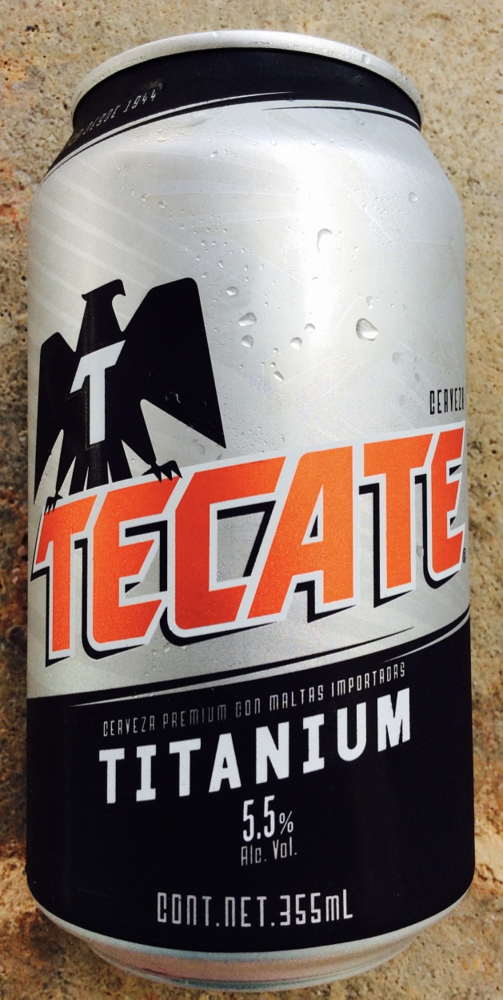 DESDE 1944
T
CERVEZA
TECATE®
CERVEZA PREMIUM CON MALTAS IMPORTADAS
TITANIUM
5.5%
Alc. Vol.
CONT.NET.355mL